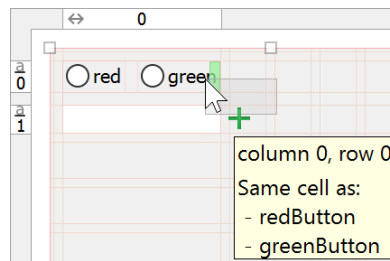 0
a
0
red
green
a
1
column 0, row 0
Same cell as:
- redButton
- greenButton